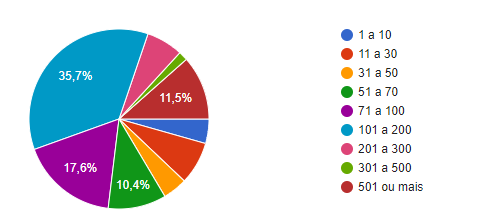 35,7%
11,5%
17,6%
10,4%
1 a 10
11 a 30
31 a 50
51 a 70
71 a 100
101 a 200
201 a 300
301 a 500
501 ou mais